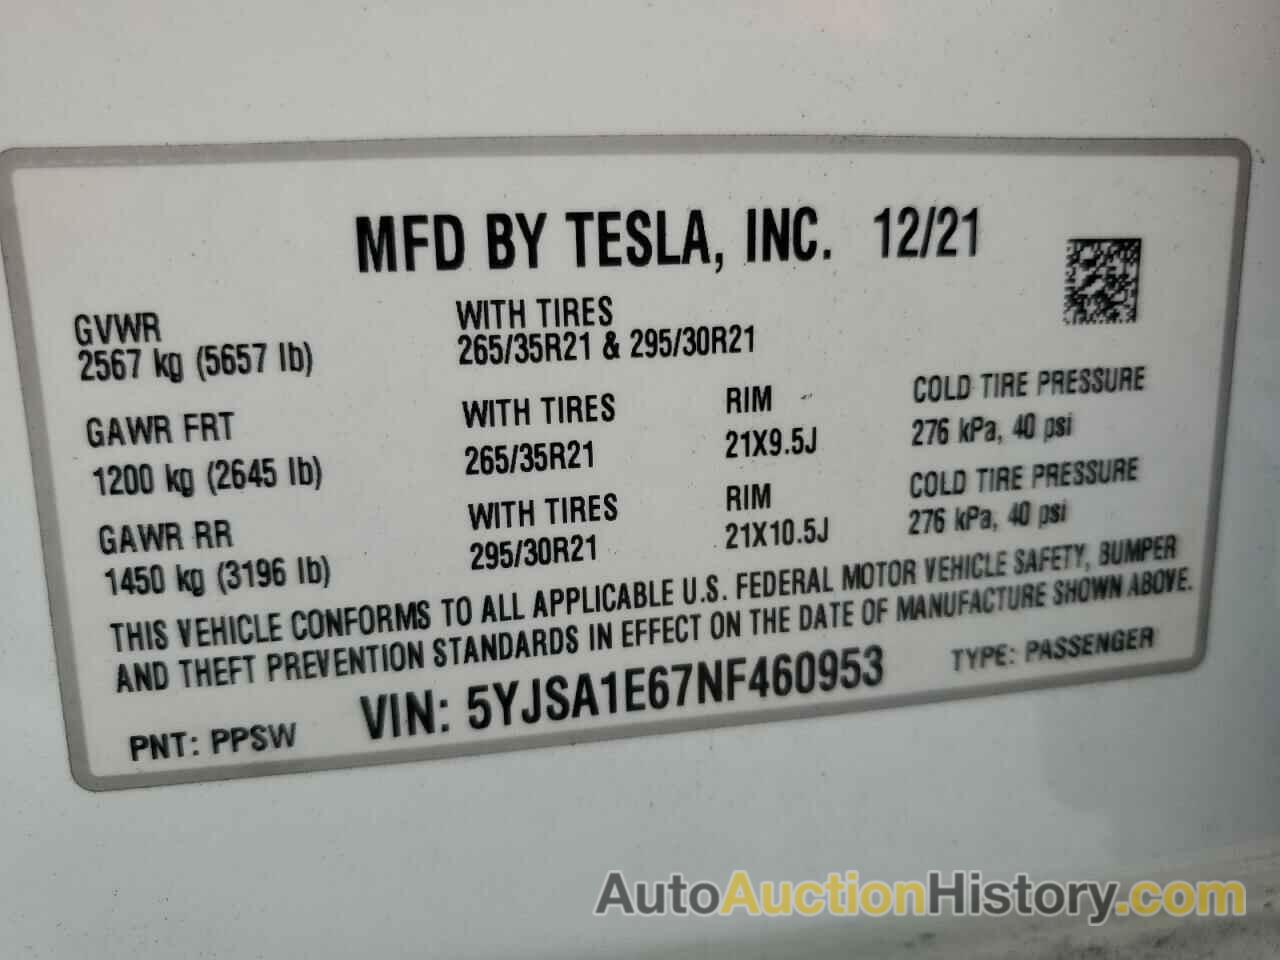 MFD BY TESLA, INC. 12/21
GVWR
2567 kg (5657 lb)
WITH TIRES
265/35R21 & 295/30R21
GAWR FRT
1200 kg (2645 lb)
WITH TIRES
265/35R21
RIM
21X9.5J
COLD TIRE PRESSURE
276 kPa, 40 psi
GAWR RR
1450 kg (3196 lb)
WITH TIRES
295/30R21
RIM
21X10.5J
COLD TIRE PRESSURE
276 kPa, 40 psi
THIS VEHICLE CONFORMS TO ALL APPLICABLE U.S. FEDERAL MOTOR VEHICLE SAFETY, BUMPER
AND THEFT PREVENTION STANDARDS IN EFFECT ON THE DATE OF MANUFACTURE SHOWN ABOVE.
PNT: PPSW VIN: 5YJSA1E67NF460953 TYPE: PASSENGER
AutoAuctionHistory.com